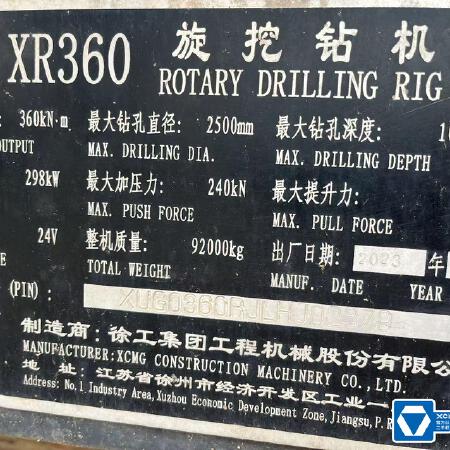 XR360 旋挖钻机
ROTARY DRILLING RIG
360kN·m 最大钻孔直径: 2500mm 最大钻孔深度:
OUTPUT MAX. DRILLING DIA. MAX. DRILLING DEPTH
298kW 最大加压力: 240kN 最大提升力:
MAX. PUSH FORCE MAX. PULL FORCE
24V 整机质量: 92000kg 出厂日期: 2023 年
TOTAL WEIGHT MANUF. DATE YEAR
(PIN):
制造商: 徐工集团工程机械股份有限公
MANUFACTURER: XCMG CONSTRUCTION MACHINERY CO., LTD.
地 址: 江苏省徐州市经济开发区工业一
Address: No.1 Industry Area, Xuzhou Economic Development Zone, Jiangsu, P.R